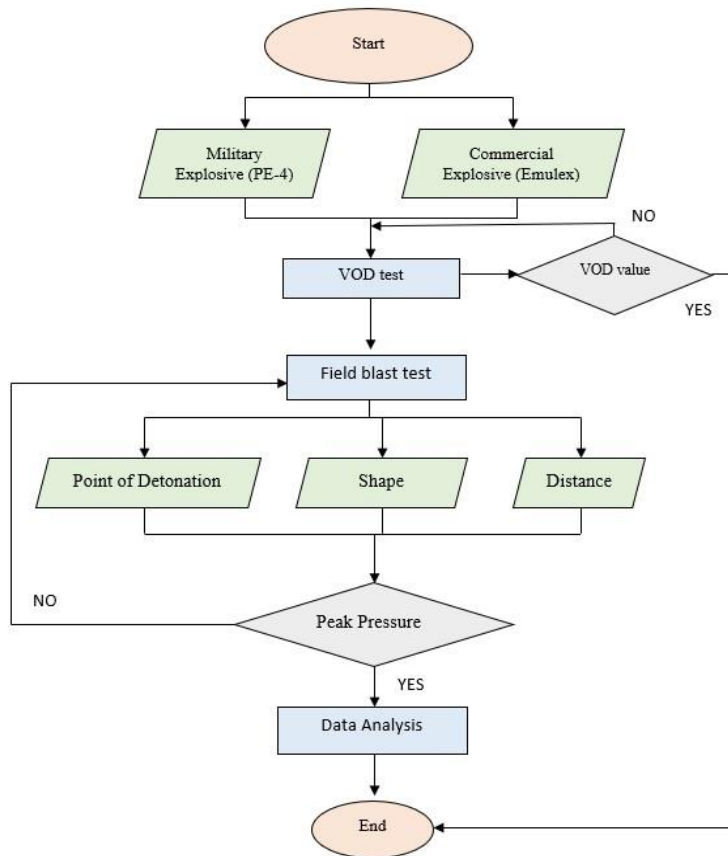 Start
Military
Explosive (PE-4)
Commercial
Explosive (Emulex)
NO
VOD test
VOD value
YES
Field blast test
Point of Detonation
Shape
Distance
NO
Peak Pressure
YES
Data Analysis
End